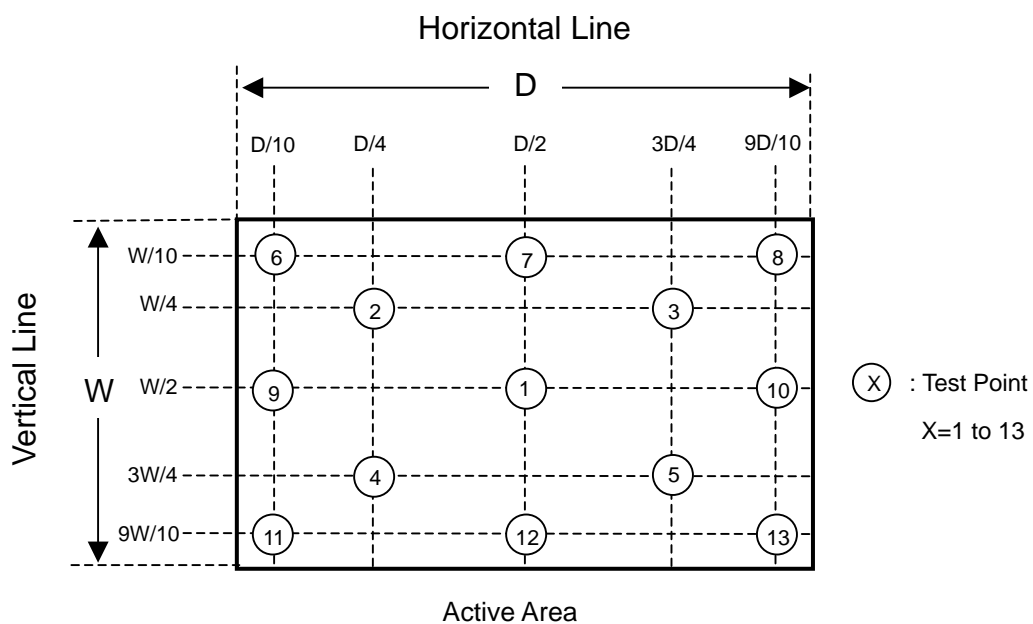 Horizontal Line
D
D/10 D/4 D/2 3D/4 9D/10
W/10 6 7 8
W/4 2 3
Vertical Line
W
W/2 9 1 10
X : Test Point
X=1 to 13
3W/4 4 5
9W/10 11 12 13
Active Area